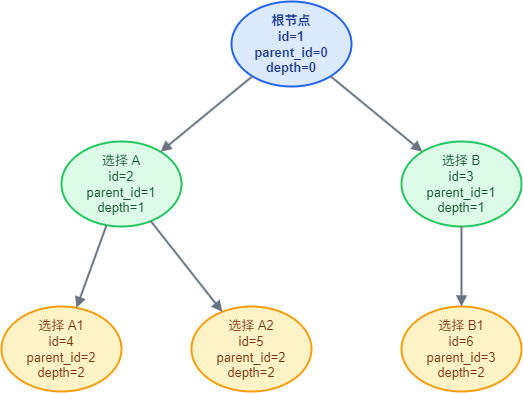 根节点
id=1
parent_id=0
depth=0
选择 A
id=2
parent_id=1
depth=1
选择 B
id=3
parent_id=1
depth=1
选择 A1
id=4
parent_id=2
depth=2
选择 A2
id=5
parent_id=2
depth=2
选择 B1
id=6
parent_id=3
depth=2